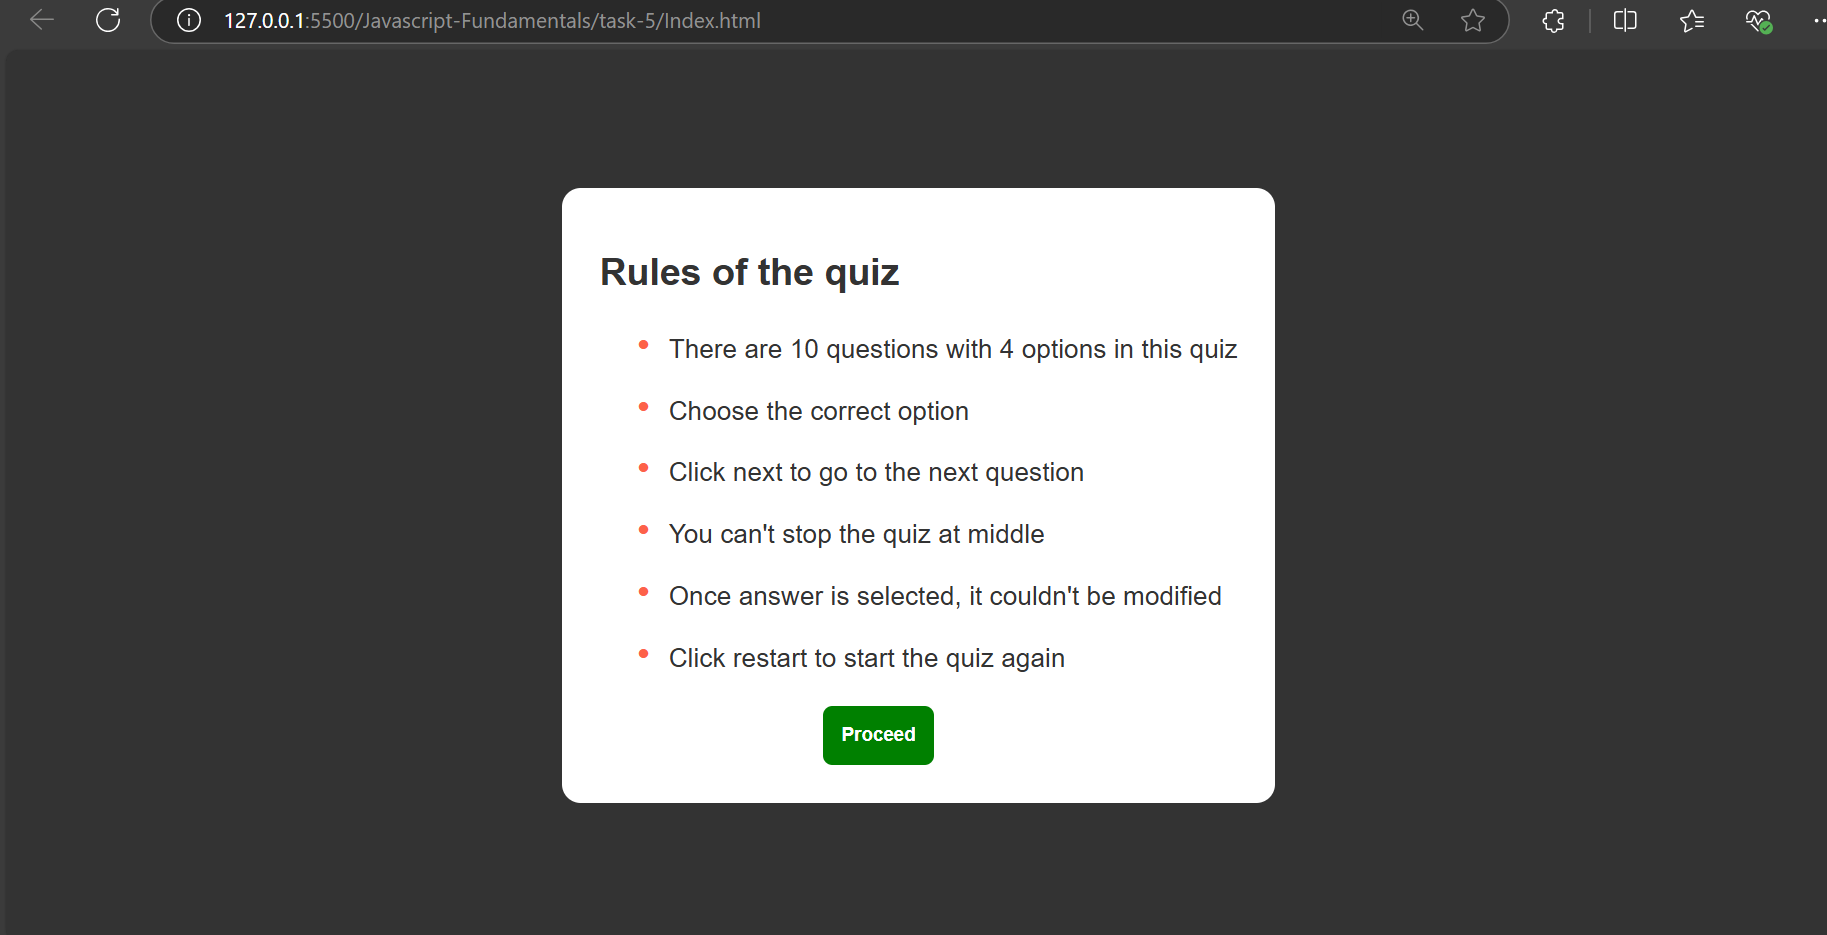 127.0.0.1:5500/Javascript-Fundamentals/task-5/Index.html
Rules of the quiz
There are 10 questions with 4 options in this quiz
Choose the correct option
Click next to go to the next question
You can't stop the quiz at middle
Once answer is selected, it couldn't be modified
Click restart to start the quiz again
Proceed